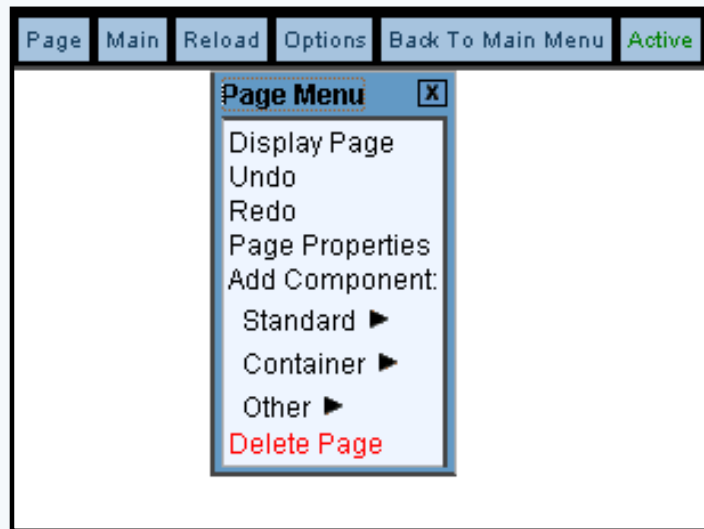 Page Main Reload Options Back To Main Menu Active
Page Menu X
Display Page
Undo
Redo
Page Properties
Add Component:
Standard ►
Container ►
Other ►
Delete Page